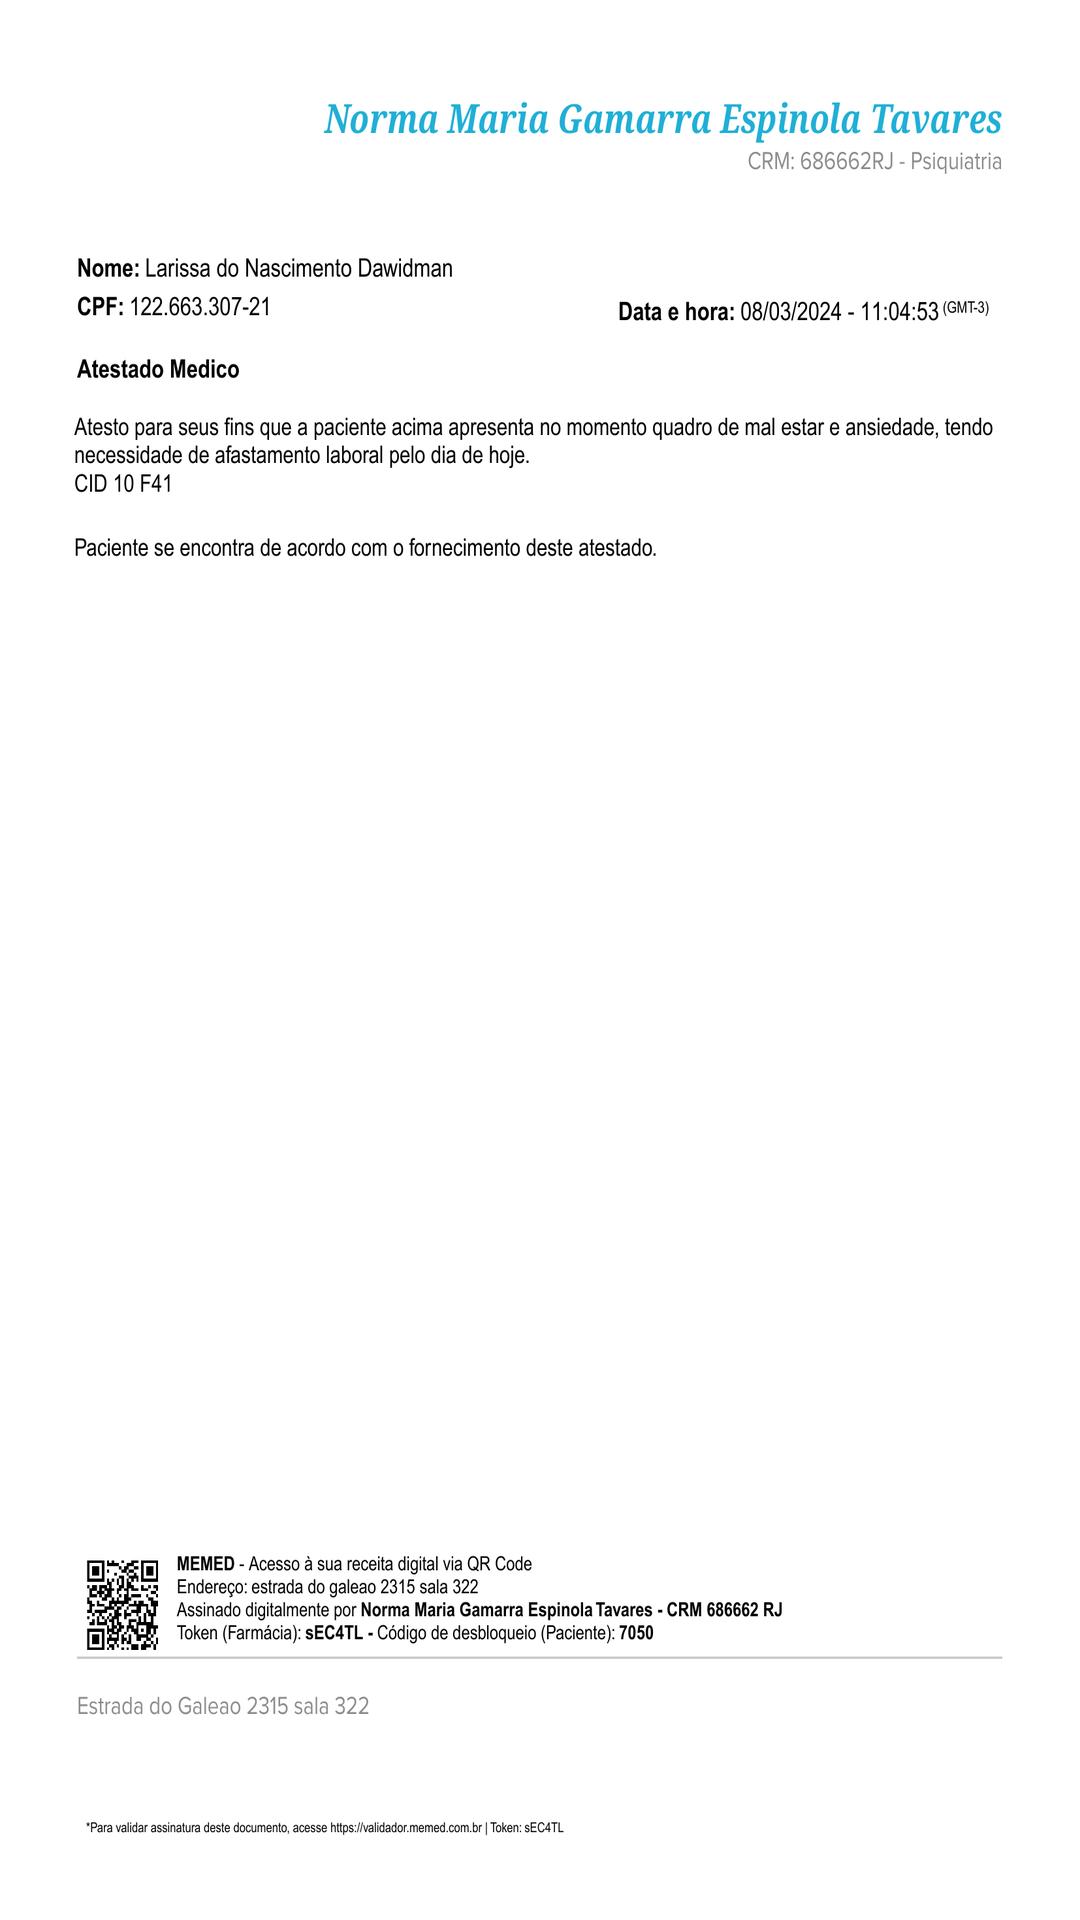 Norma Maria Gamarra Espinola Tavares
CRM: 686662RJ - Psiquiatria
Nome: Larissa do Nascimento Dawidman
CPF: 122.663.307-21
Data e hora: 08/03/2024 - 11:04:53 (GMT-3)
Atestado Medico
Atesto para seus fins que a paciente acima apresenta no momento quadro de mal estar e ansiedade, tendo
necessidade de afastamento laboral pelo dia de hoje.
CID 10 F41
Paciente se encontra de acordo com o fornecimento deste atestado.
MEMED - Acesso à sua receita digital via QR Code
Endereço: estrada do galeao 2315 sala 322
Assinado digitalmente por Norma Maria Gamarra Espinola Tavares - CRM 686662 RJ
Token (Farmácia): sEC4TL - Código de desbloqueio (Paciente): 7050
Estrada do Galeao 2315 sala 322
*Para validar assinatura deste documento, acesse https://validador.memed.com.br | Token: sEC4TL